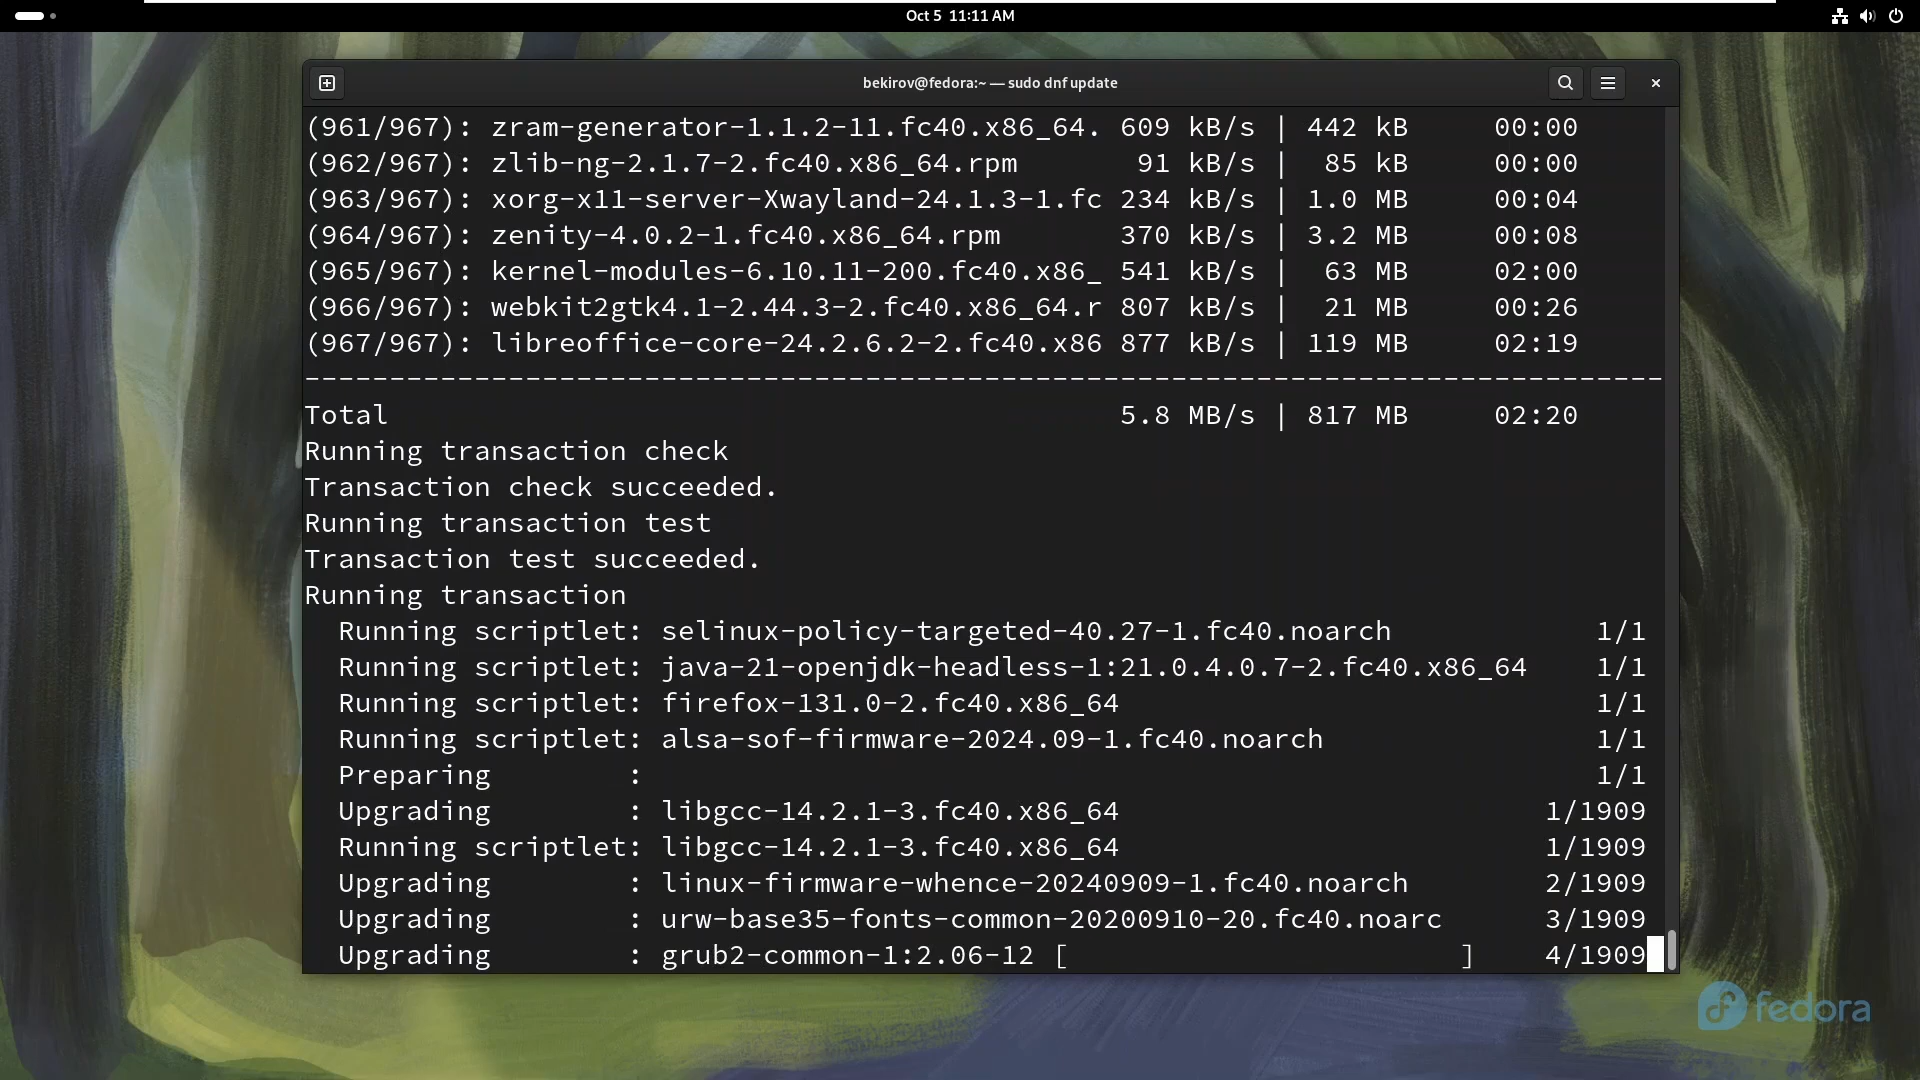 Oct 5 11:11 AM
bekirov@fedora:~ — sudo dnf update
(961/967): zram-generator-1.1.2-11.fc40.x86_64. 609 kB/s | 442 kB 00:00
(962/967): zlib-ng-2.1.7-2.fc40.x86_64.rpm 91 kB/s | 85 kB 00:00
(963/967): xorg-x11-server-Xwayland-24.1.3-1.fc 234 kB/s | 1.0 MB 00:04
(964/967): zenity-4.0.2-1.fc40.x86_64.rpm 370 kB/s | 3.2 MB 00:08
(965/967): kernel-modules-6.10.11-200.fc40.x86_ 541 kB/s | 63 MB 02:00
(966/967): webkit2gtk4.1-2.44.3-2.fc40.x86_64.r 807 kB/s | 21 MB 00:26
(967/967): libreoffice-core-24.2.6.2-2.fc40.x86 877 kB/s | 119 MB 02:19
--------------------------------------------------------------------------------
Total 5.8 MB/s | 817 MB 02:20
Running transaction check
Transaction check succeeded.
Running transaction test
Transaction test succeeded.
Running transaction
Running scriptlet: selinux-policy-targeted-40.27-1.fc40.noarch 1/1
Running scriptlet: java-21-openjdk-headless-1:21.0.4.0.7-2.fc40.x86_64 1/1
Running scriptlet: firefox-131.0-2.fc40.x86_64 1/1
Running scriptlet: alsa-sof-firmware-2024.09-1.fc40.noarch 1/1
Preparing : 1/1
Upgrading : libgcc-14.2.1-3.fc40.x86_64 1/1909
Running scriptlet: libgcc-14.2.1-3.fc40.x86_64 1/1909
Upgrading : linux-firmware-whence-20240909-1.fc40.noarch 2/1909
Upgrading : urw-base35-fonts-common-20200910-20.fc40.noarc 3/1909
Upgrading : grub2-common-1:2.06-12 [ ] 4/1909
fedora